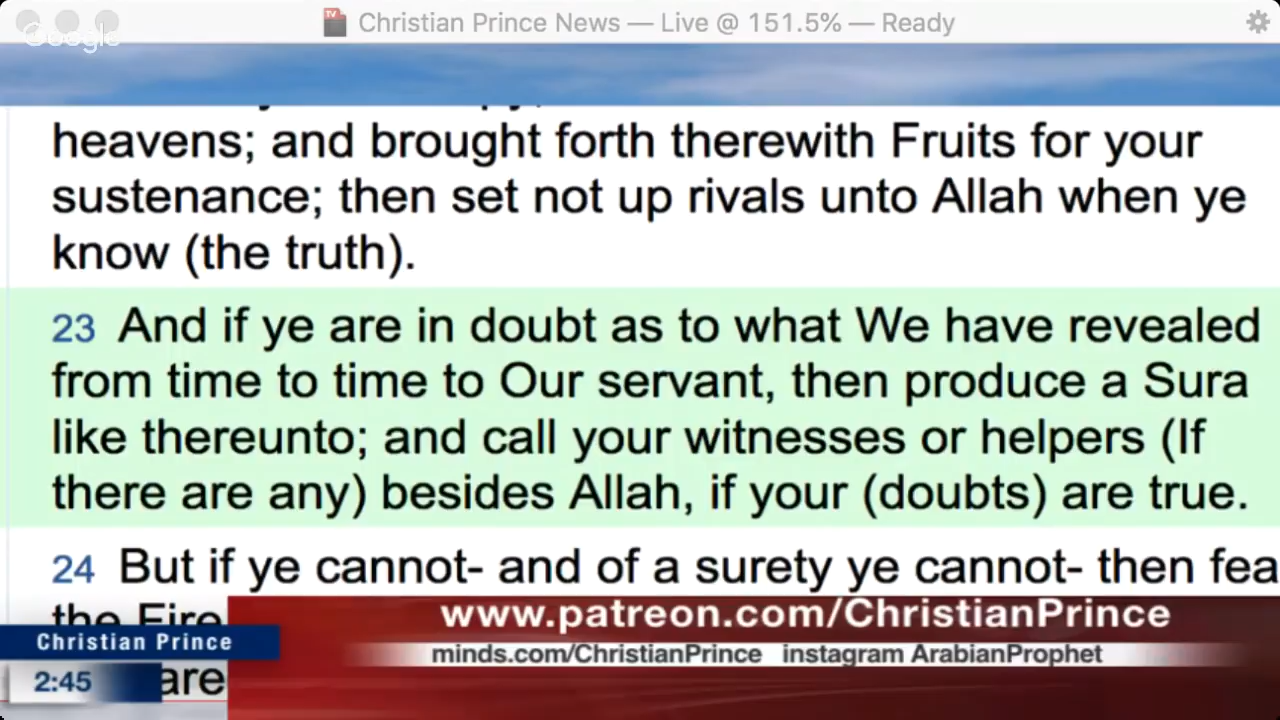 Christian Prince News — Live @ 151.5% — Ready
Google
heavens; and brought forth therewith Fruits for your
sustenance; then set not up rivals unto Allah when ye
know (the truth).
23 And if ye are in doubt as to what We have revealed
from time to time to Our servant, then produce a Sura
like thereunto; and call your witnesses or helpers (If
there are any) besides Allah, if your (doubts) are true.
24 But if ye cannot- and of a surety ye cannot- then fea
the Fire
are
www.patreon.com/ChristianPrince
minds.com/ChristianPrince instagram ArabianProphet
Christian Prince
2:45